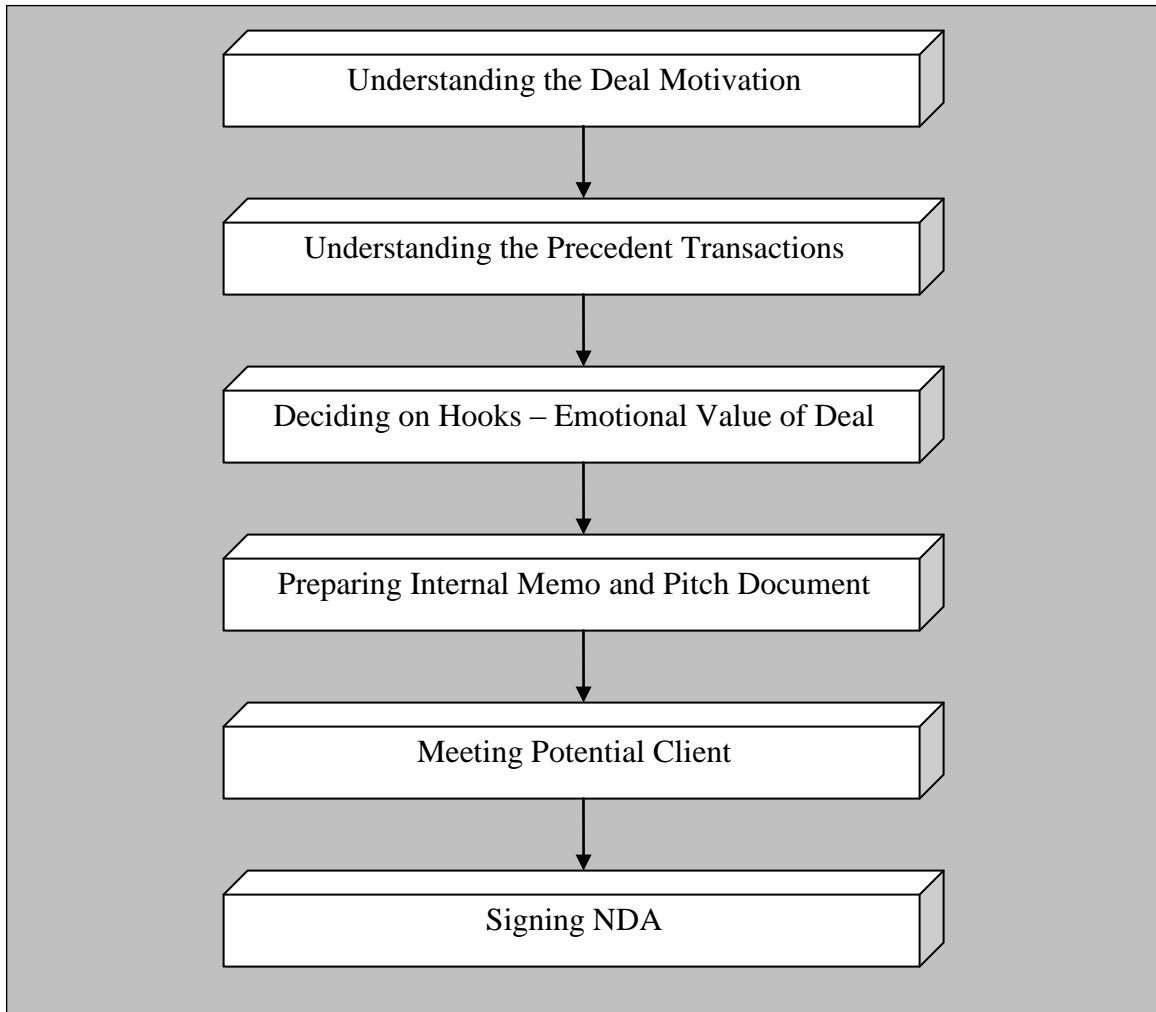 Understanding the Deal Motivation
Understanding the Precedent Transactions
Deciding on Hooks – Emotional Value of Deal
Preparing Internal Memo and Pitch Document
Meeting Potential Client
Signing NDA